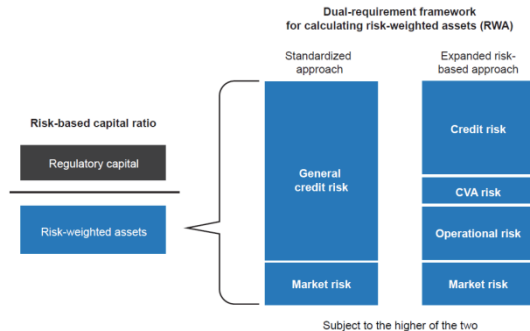 Dual-requirement framework
for calculating risk-weighted assets (RWA)
Standardized
approach
Expanded risk-
based approach
Risk-based capital ratio
Regulatory capital
Risk-weighted assets
General
credit risk
Market risk
Credit risk
CVA risk
Operational risk
Market risk
Subject to the higher of the two